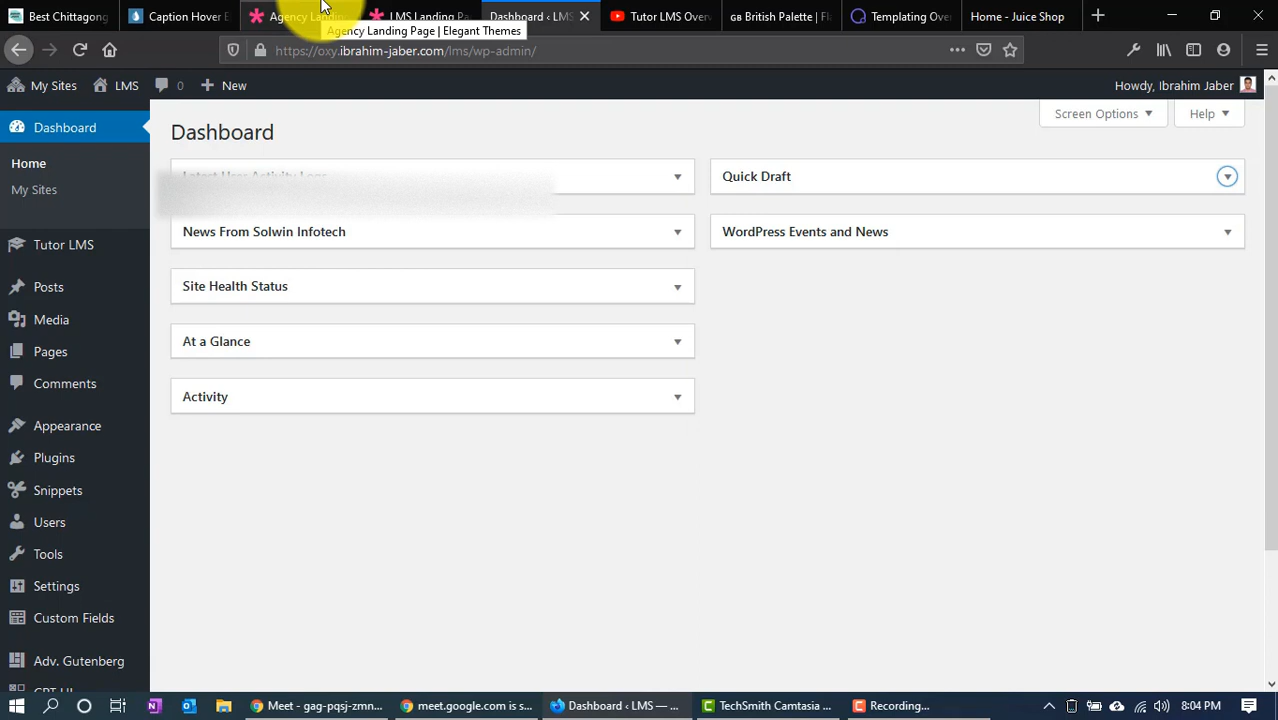 Best Chittagong
Caption Hover E
Agency Landin
LMS Landing Pa
Dashboard ‹ LMS
Tutor LMS Over
GB British Palette | Fl
Templating Ove
Home - Juice Shop
Agency Landing Page | Elegant Themes
https://oxy.ibrahim-jaber.com/lms/wp-admin/
My Sites
LMS
0
New
Howdy, Ibrahim Jaber
Dashboard
Home
My Sites
Tutor LMS
Posts
Media
Pages
Comments
Appearance
Plugins
Snippets
Users
Tools
Settings
Custom Fields
Adv. Gutenberg
CPT UI
Screen Options
Help
Dashboard
Latest User Activity Logs
News From Solwin Infotech
Site Health Status
At a Glance
Activity
Quick Draft
WordPress Events and News
Meet - gag-pqsj-zmn...
meet.google.com is s...
Dashboard ‹ LMS — ...
TechSmith Camtasia ...
Recording...
8:04 PM